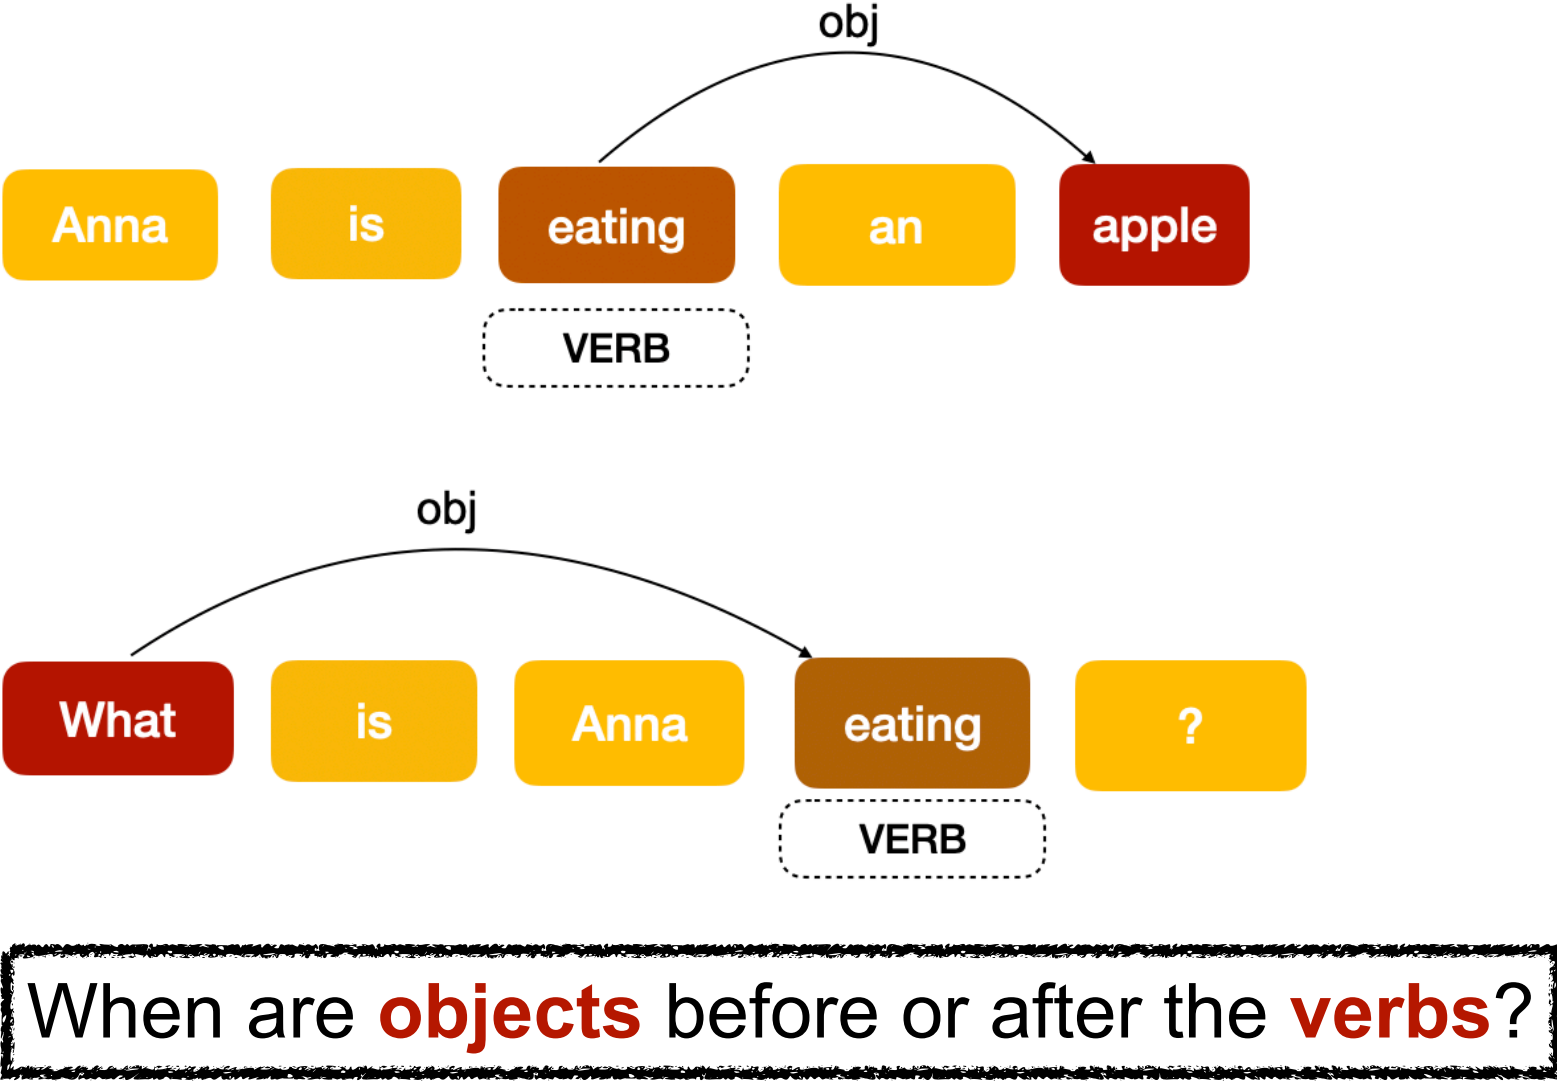 obj
Anna is eating an apple
VERB
obj
What is Anna eating ?
VERB
When are objects before or after the verbs?